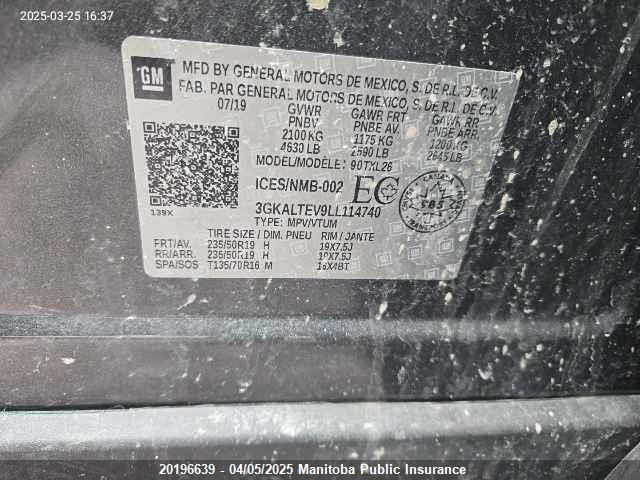 2025-03-25 16:37
GM
MFD BY GENERAL MOTORS DE MEXICO, S. DE R.L. DE C.V.
FAB. PAR GENERAL MOTORS DE MEXICO, S. DE R.L. DE C.V.
07/19 GVWR GAWR FRT GAWR RR
PNBV PNBE AV. PNBE ARR.
2100 KG 1175 KG 1200 KG
4630 LB 2590 LB 2645 LB
MODEL/MODÈLE: 90TXL26
ICES/NMB-002 EC
139X
3GKALTEV9LL114740
TYPE: MPV/VTUM
TIRE SIZE / DIM. PNEU RIM / JANTE
FRT/AV. 235/50R19 H 19X7.5J
RR/ARR. 235/50R19 H 19X7.5J
SPA/SOS T135/70R16 M 16X4BT
20196639 - 04/05/2025 Manitoba Public Insurance